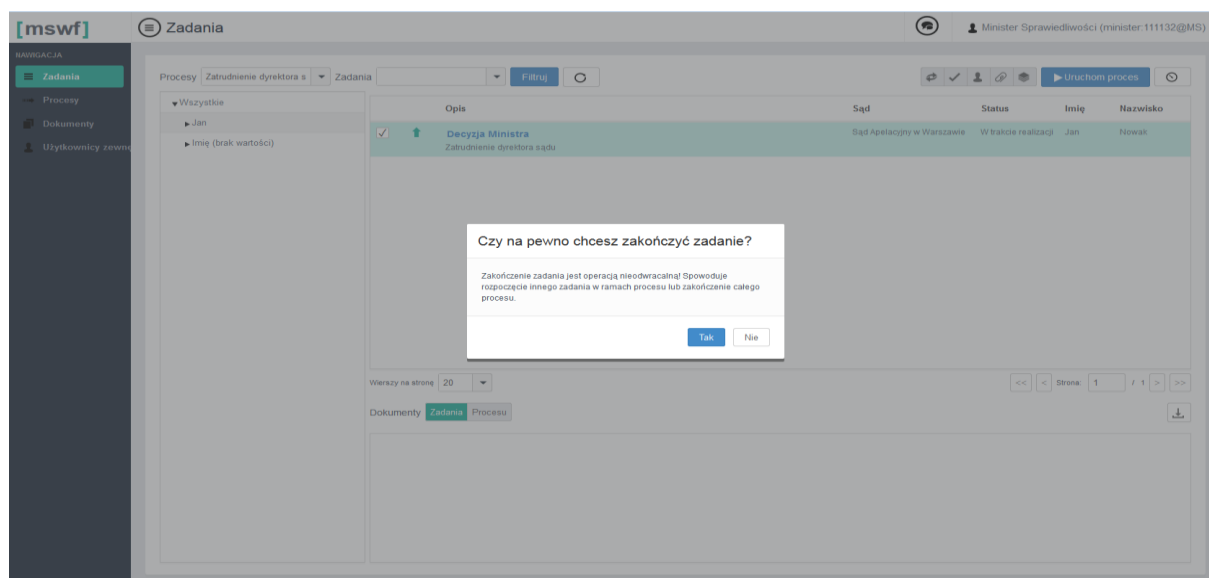 [mswf]
Zadania
Minister Sprawiedliwości (minister.111132@MS)
NAWIGACJA
Zadania
Procesy
Dokumenty
Użytkownicy zewnę
Procesy Zatrudnienie dyrektora s Zadania Filtruj Uruchom proces
Wszystkie
Jan
Imię (brak wartości)
Opis Sąd Status Imię Nazwisko
Decyzja Ministra Sąd Apelacyjny w Warszawie W trakcie realizacji Jan Nowak
Zatrudnienie dyrektora sądu
Czy na pewno chcesz zakończyć zadanie?
Zakończenie zadania jest operacją nieodwracalną! Spowoduje
rozpoczęcie innego zadania w ramach procesu lub zakończenie całego
procesu.
Tak Nie
Wierszy na stronę 20 << < Strona: 1 / 1 > >>
Dokumenty Zadania Procesu